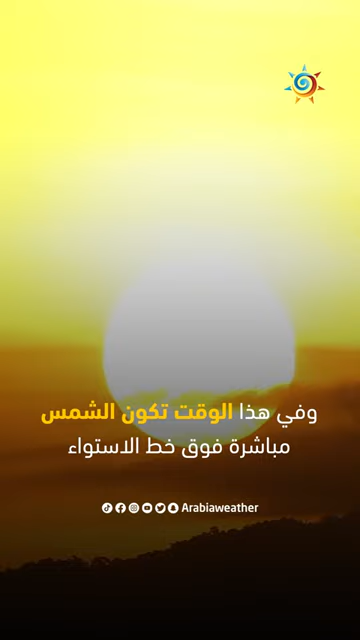 وفي هذا الوقت تكون الشمس
مباشرة فوق خط الاستواء
Arabiaweather